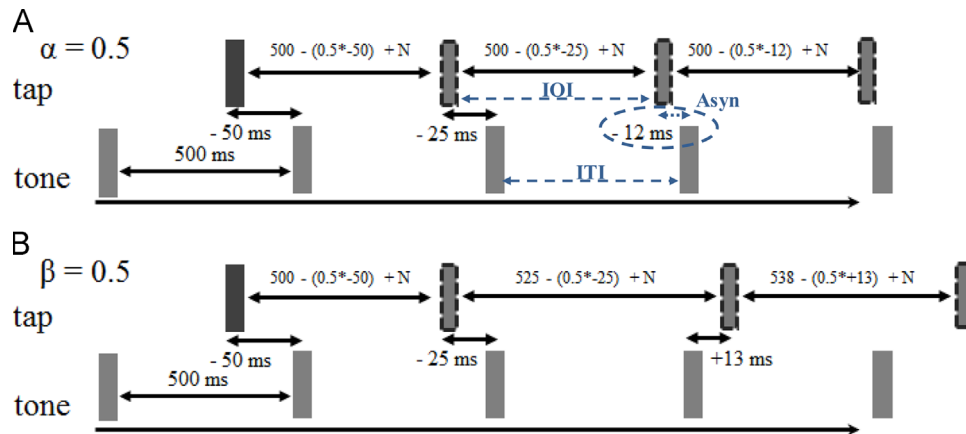 A
α = 0.5
500 - (0.5*-50) + N
500 - (0.5*-25) + N
500 - (0.5*-12) + N
tap
IOI
Asyn
- 50 ms
- 25 ms
- 12 ms
500 ms
ITI
tone
B
β = 0.5
500 - (0.5*-50) + N
525 - (0.5*-25) + N
538 - (0.5*+13) + N
tap
- 50 ms
- 25 ms
+13 ms
500 ms
tone